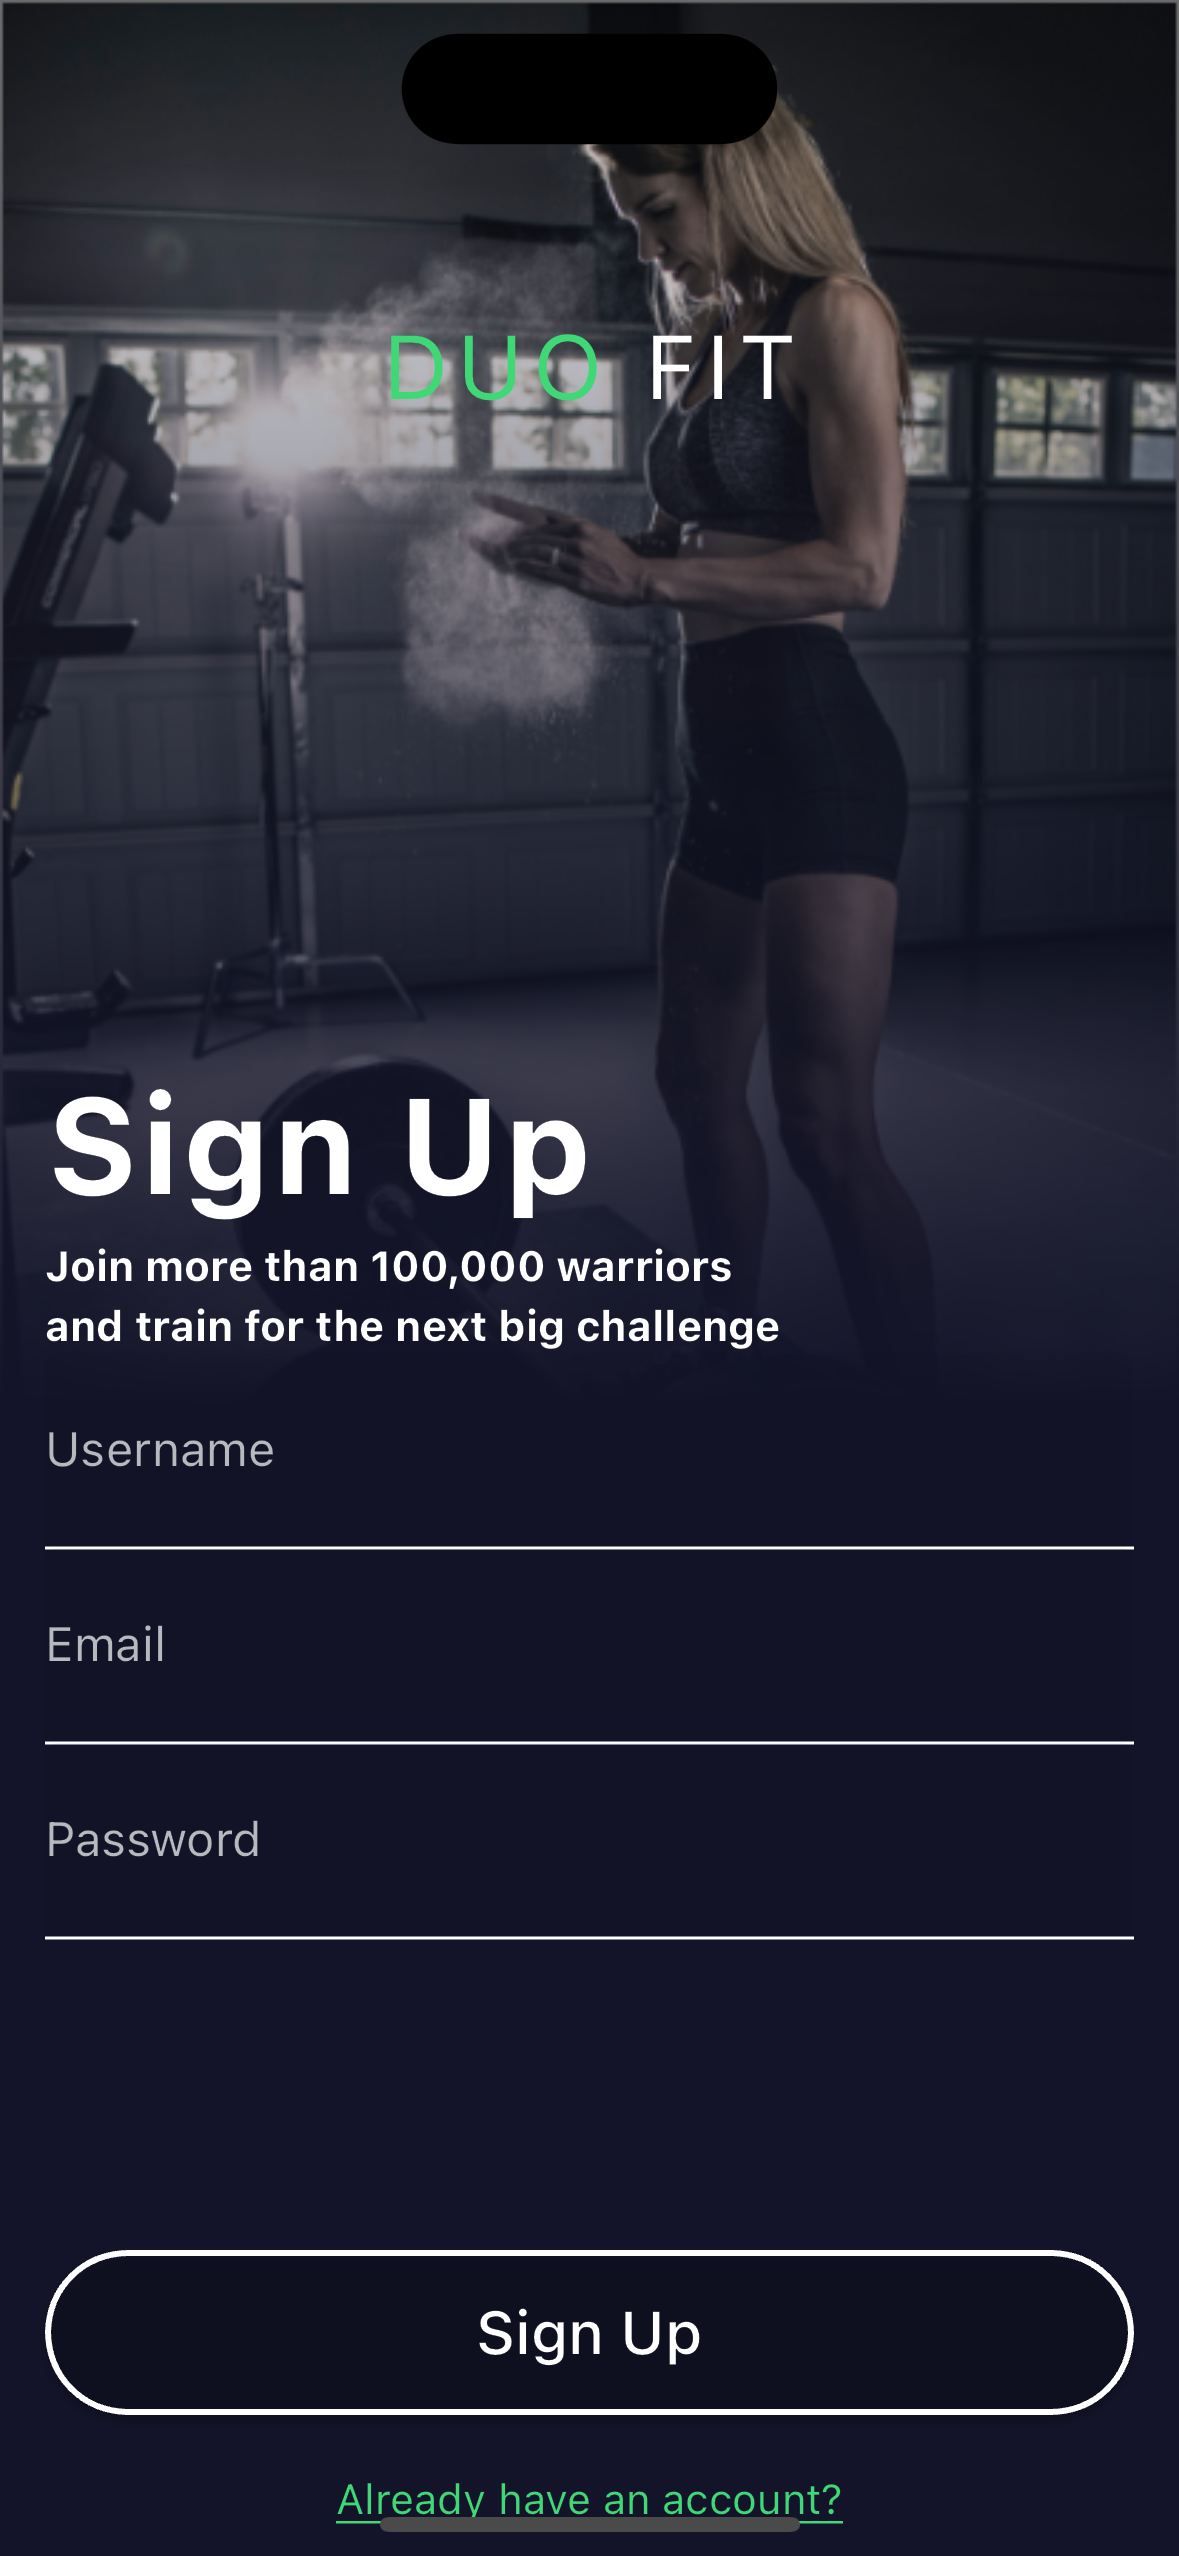 DUO FIT
Sign Up
Join more than 100,000 warriors
and train for the next big challenge
Username
Email
Password
Sign Up
Already have an account?